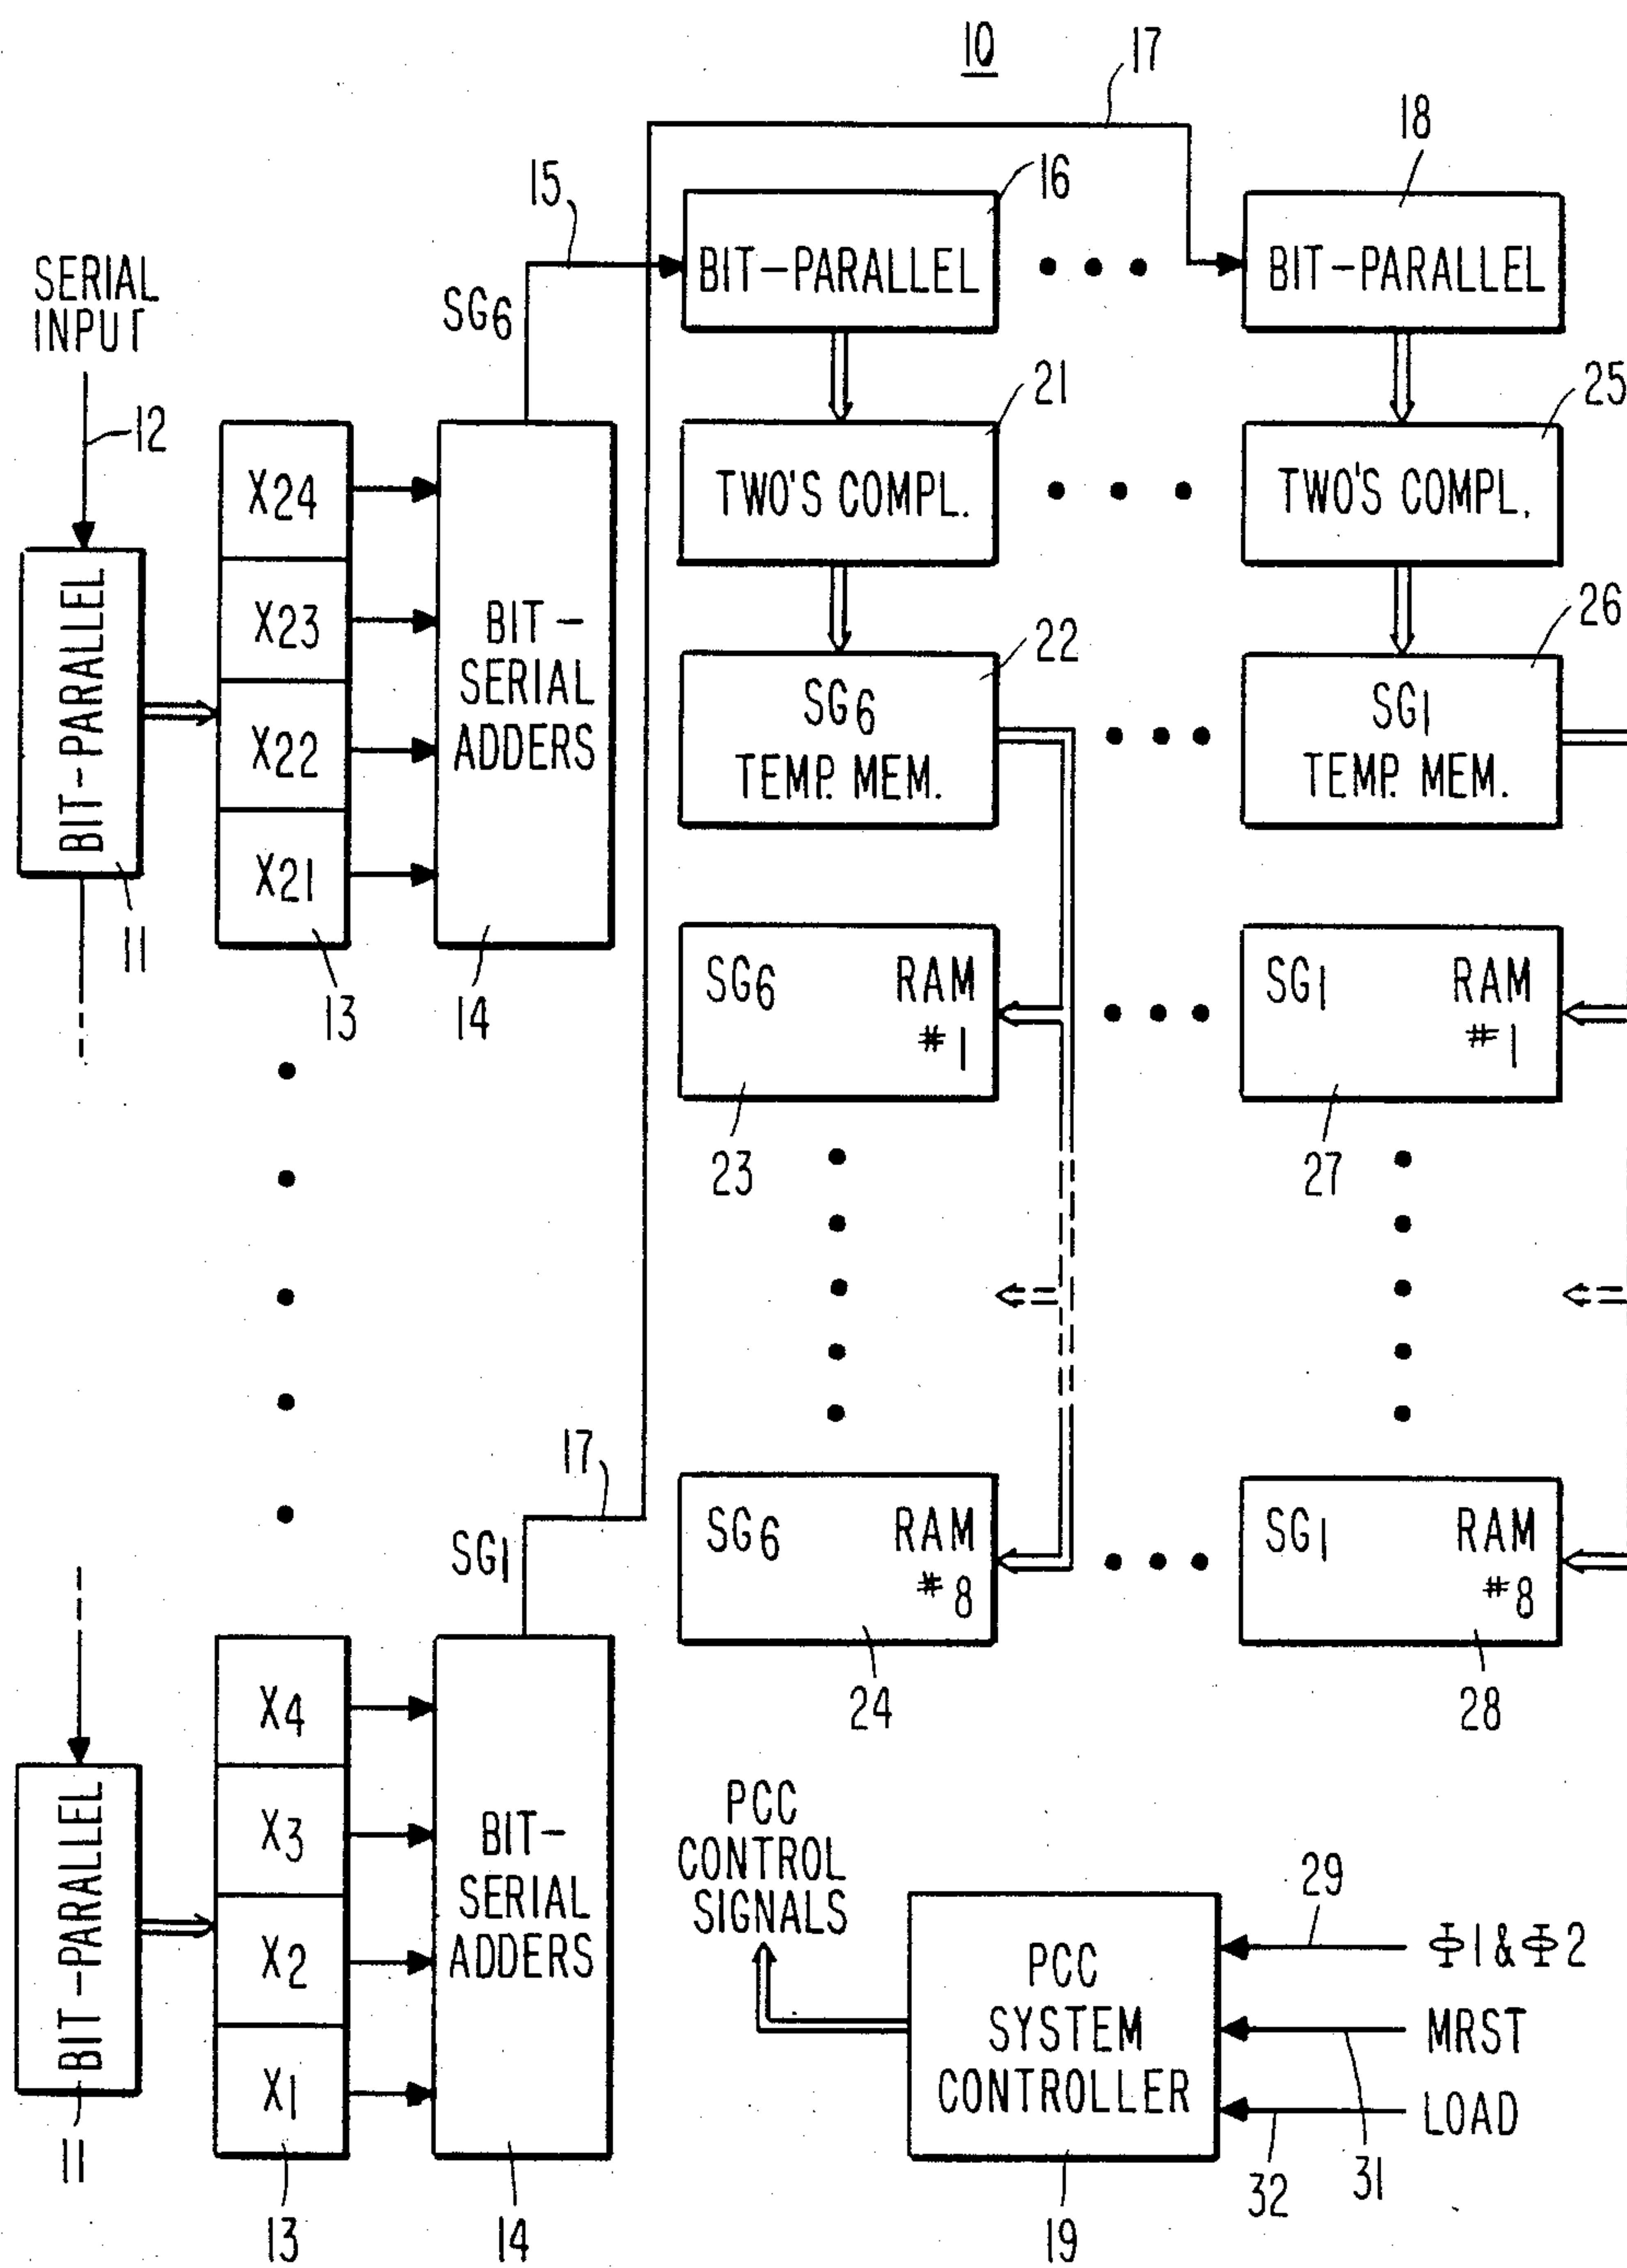 10
17
18
15
16
SERIAL
INPUT
BIT-PARALLEL
BIT-PARALLEL
SG6
12
21
25
X24
TWO'S COMPL.
TWO'S COMPL.
BIT-PARALLEL
X23
BIT-
SERIAL
ADDERS
22
26
SG6
TEMP. MEM.
SG1
TEMP. MEM.
X22
X21
11
13
14
SG6 RAM
#1
SG1 RAM
#1
23
27
17
SG1
SG6 RAM
#8
SG1 RAM
#8
24
28
X4
X3
X2
X1
BIT-PARALLEL
BIT-
SERIAL
ADDERS
11
13
14
PCC
CONTROL
SIGNALS
PCC
SYSTEM
CONTROLLER
29
Φ1&Φ2
MRST
LOAD
31
32
19